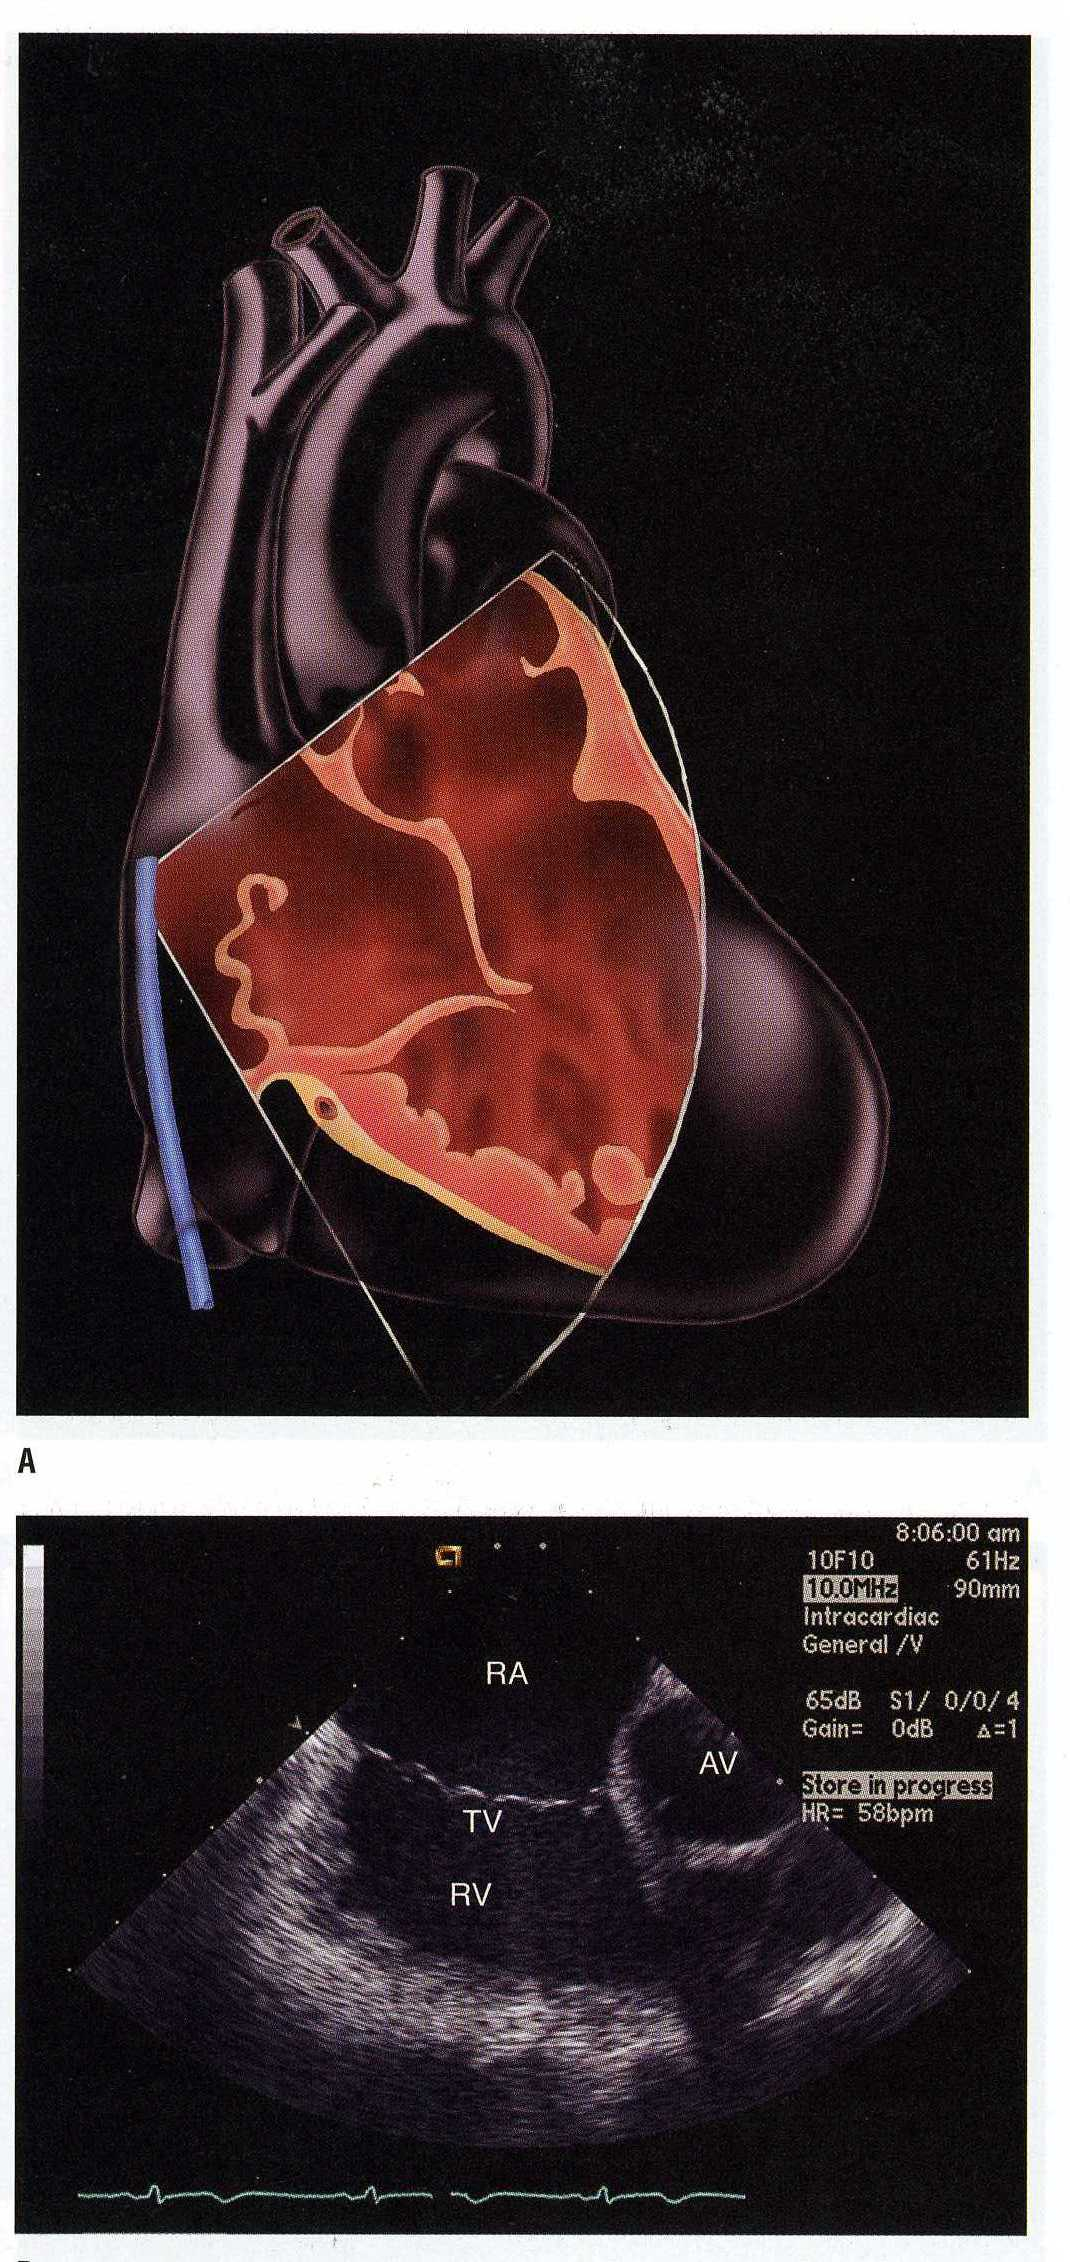 A
8:06:00 am
10F10 61Hz
10.0MHz 90mm
Intracardiac
General /V
65dB S1/ 0/0/4
Gain= 0dB △=1
Store in progress
HR= 58bpm
RA
AV
TV
RV